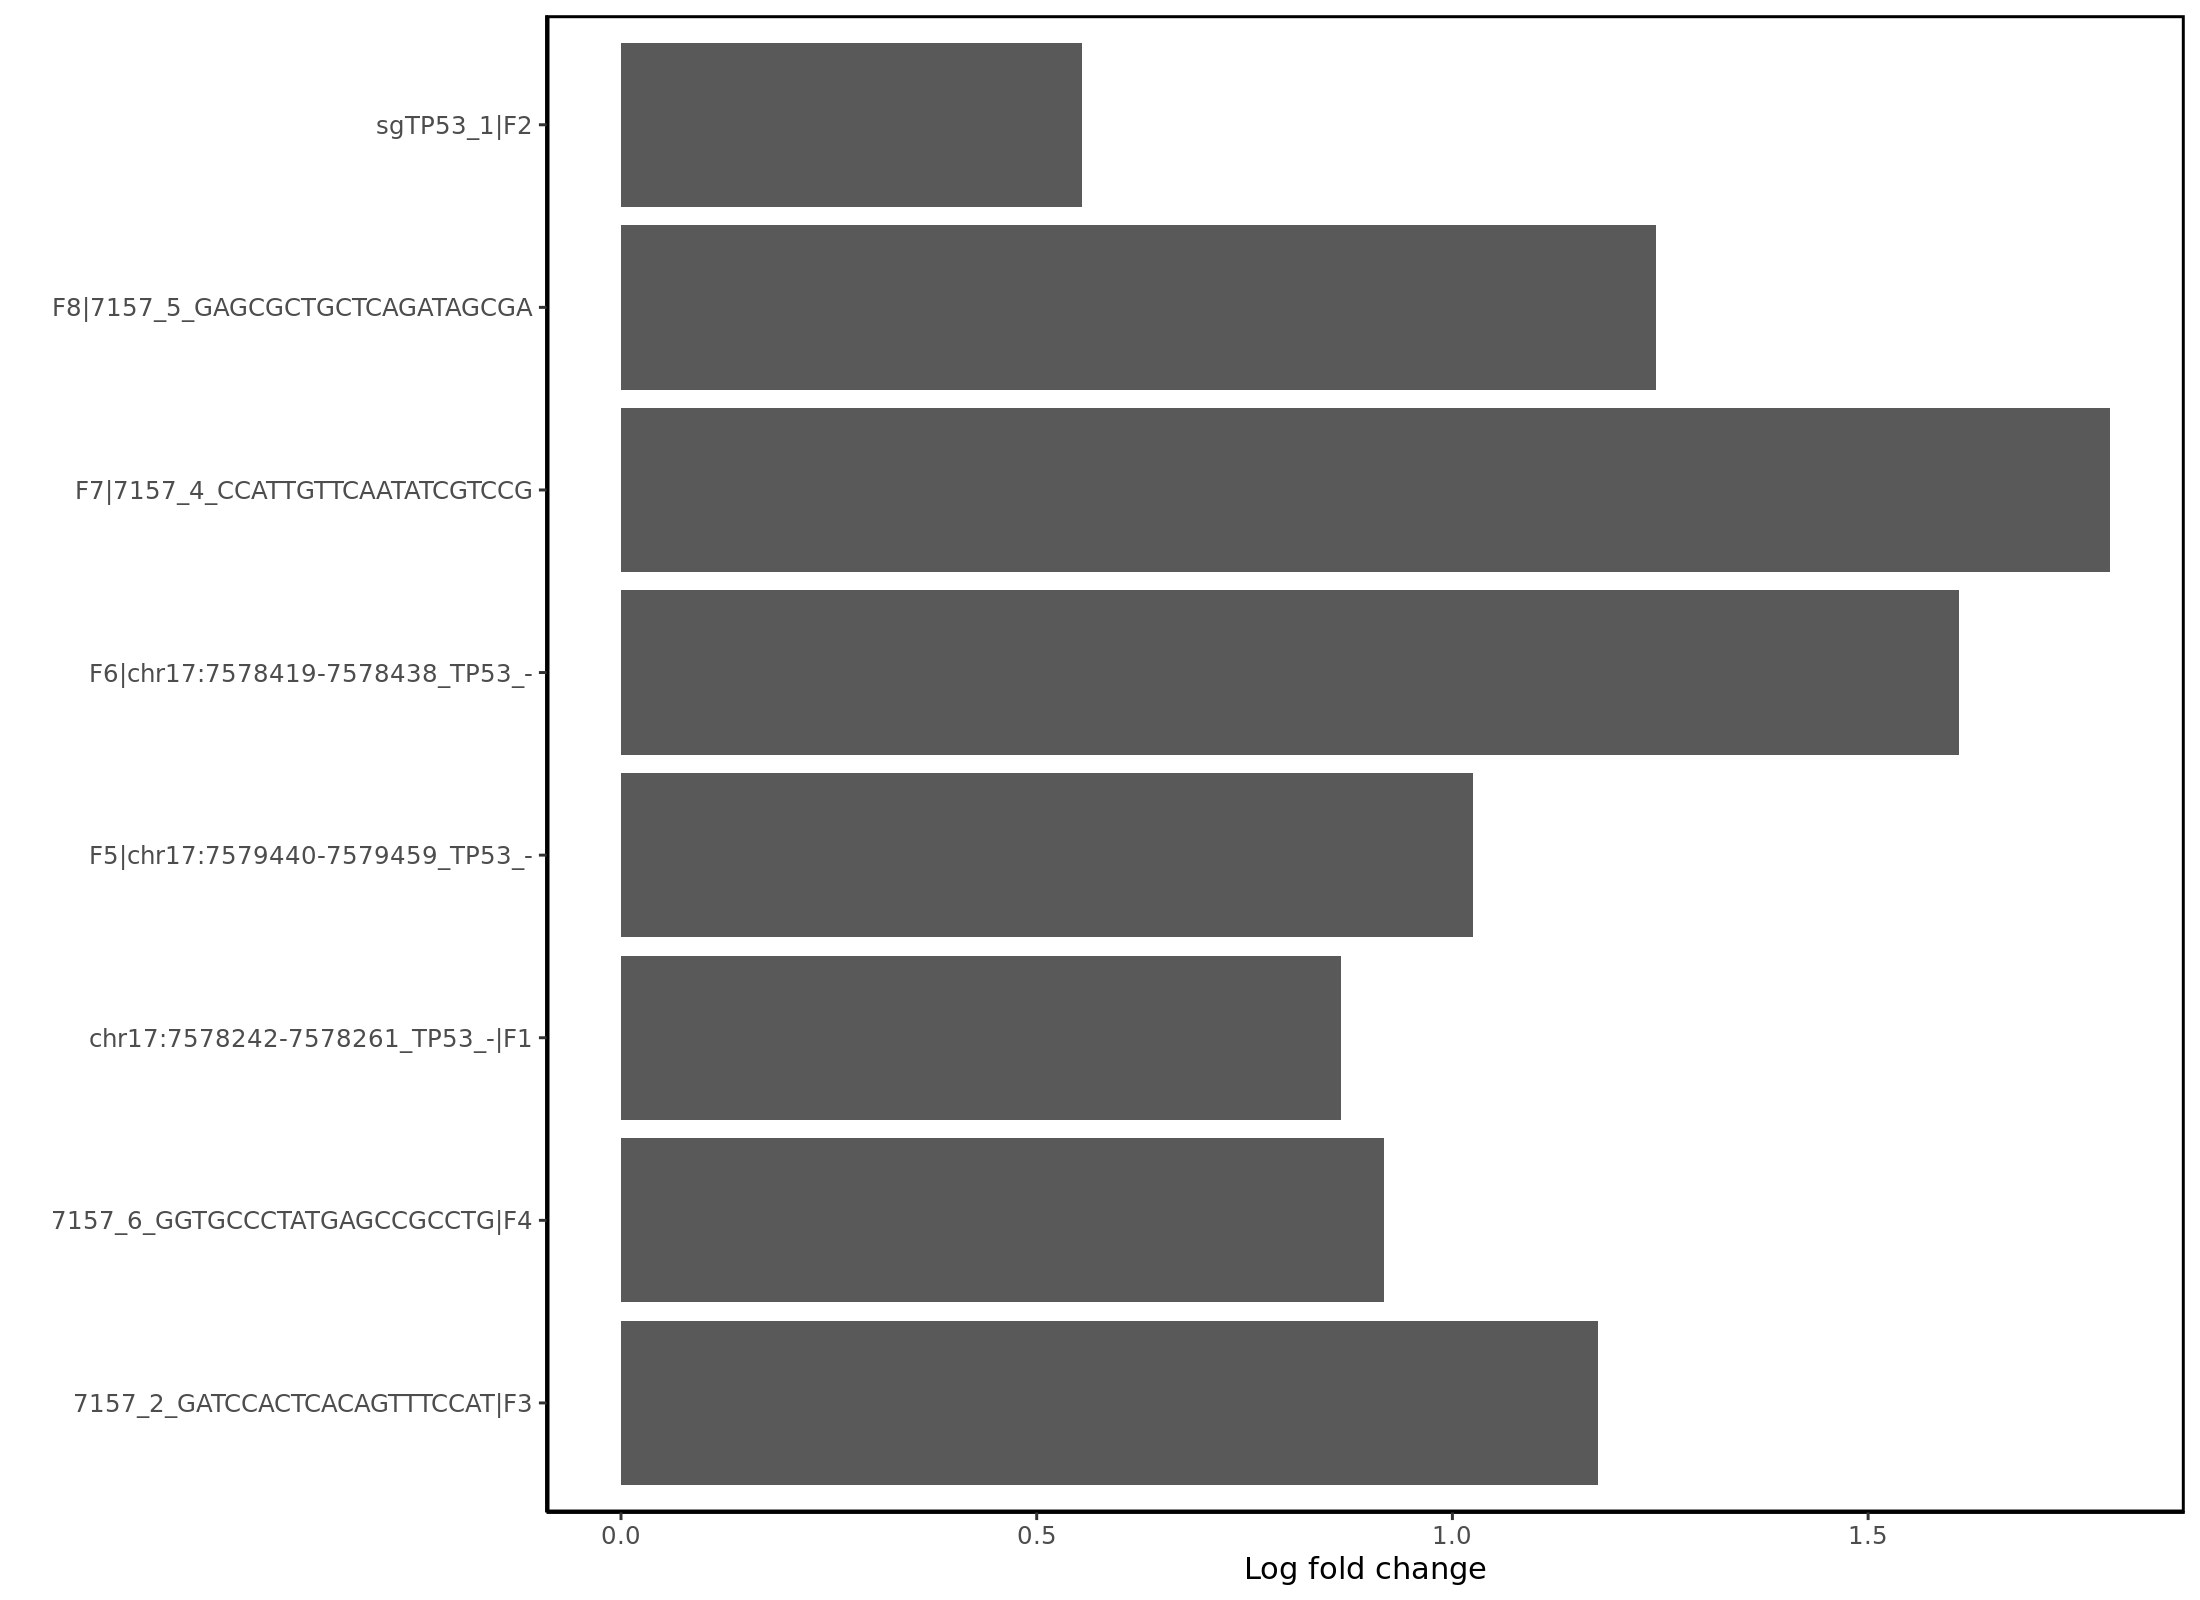 sgTP53_1|F2
F8|7157_5_GAGCGCTGCTCAGATAGCGA
F7|7157_4_CCATTGTTCAATATCGTCCG
F6|chr17:7578419-7578438_TP53_-
F5|chr17:7579440-7579459_TP53_-
chr17:7578242-7578261_TP53_-|F1
7157_6_GGTGCCCTATGAGCCGCCTG|F4
7157_2_GATCCACTCACAGTTTCCAT|F3
0.0 0.5 1.0 1.5
Log fold change